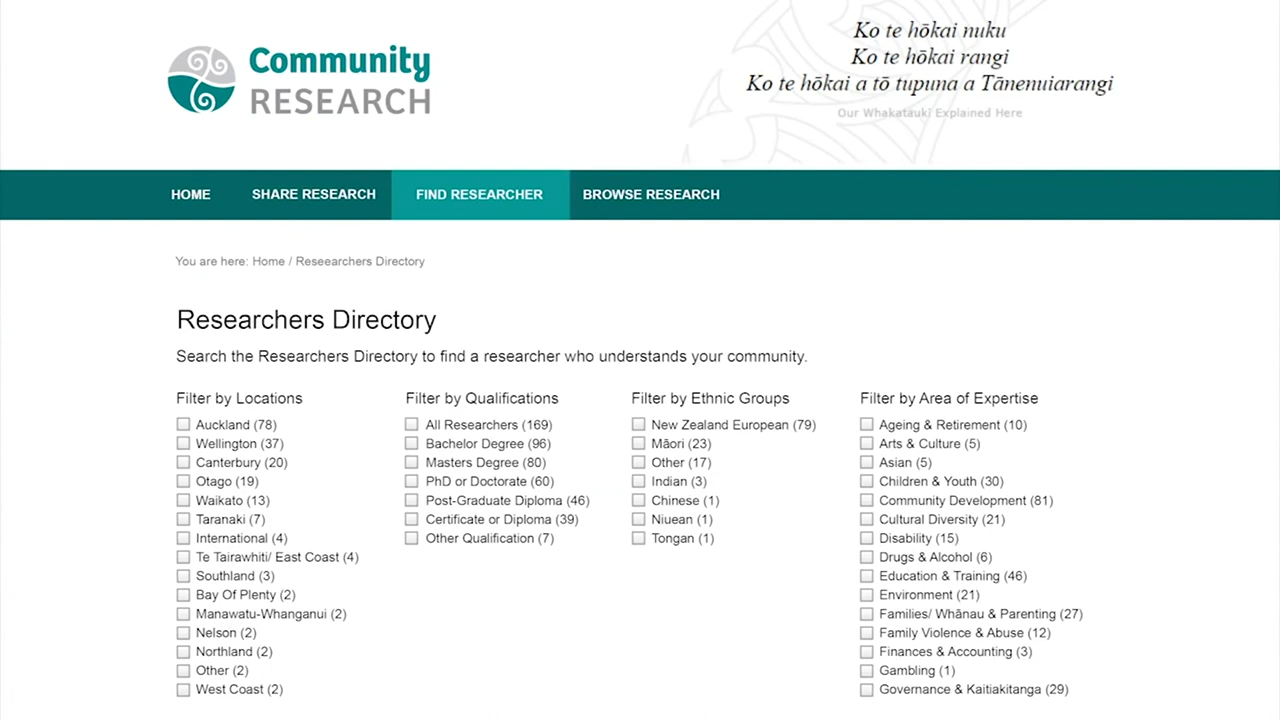 Community
RESEARCH
Ko te hōkai nuku
Ko te hōkai rangi
Ko te hōkai a tō tupuna a Tānenuiarangi
Our Whakataukī Explained Here
HOME
SHARE RESEARCH
FIND RESEARCHER
BROWSE RESEARCH
You are here: Home / Reseearchers Directory
Researchers Directory
Search the Researchers Directory to find a researcher who understands your community.
Filter by Locations
Auckland (78)
Wellington (37)
Canterbury (20)
Otago (19)
Waikato (13)
Taranaki (7)
International (4)
Te Tairawhiti/ East Coast (4)
Southland (3)
Bay Of Plenty (2)
Manawatu-Whanganui (2)
Nelson (2)
Northland (2)
Other (2)
West Coast (2)
Filter by Qualifications
All Researchers (169)
Bachelor Degree (96)
Masters Degree (80)
PhD or Doctorate (60)
Post-Graduate Diploma (46)
Certificate or Diploma (39)
Other Qualification (7)
Filter by Ethnic Groups
New Zealand European (79)
Māori (23)
Other (17)
Indian (3)
Chinese (1)
Niuean (1)
Tongan (1)
Filter by Area of Expertise
Ageing & Retirement (10)
Arts & Culture (5)
Asian (5)
Children & Youth (30)
Community Development (81)
Cultural Diversity (21)
Disability (15)
Drugs & Alcohol (6)
Education & Training (46)
Environment (21)
Families/ Whānau & Parenting (27)
Family Violence & Abuse (12)
Finances & Accounting (3)
Gambling (1)
Governance & Kaitiakitanga (29)